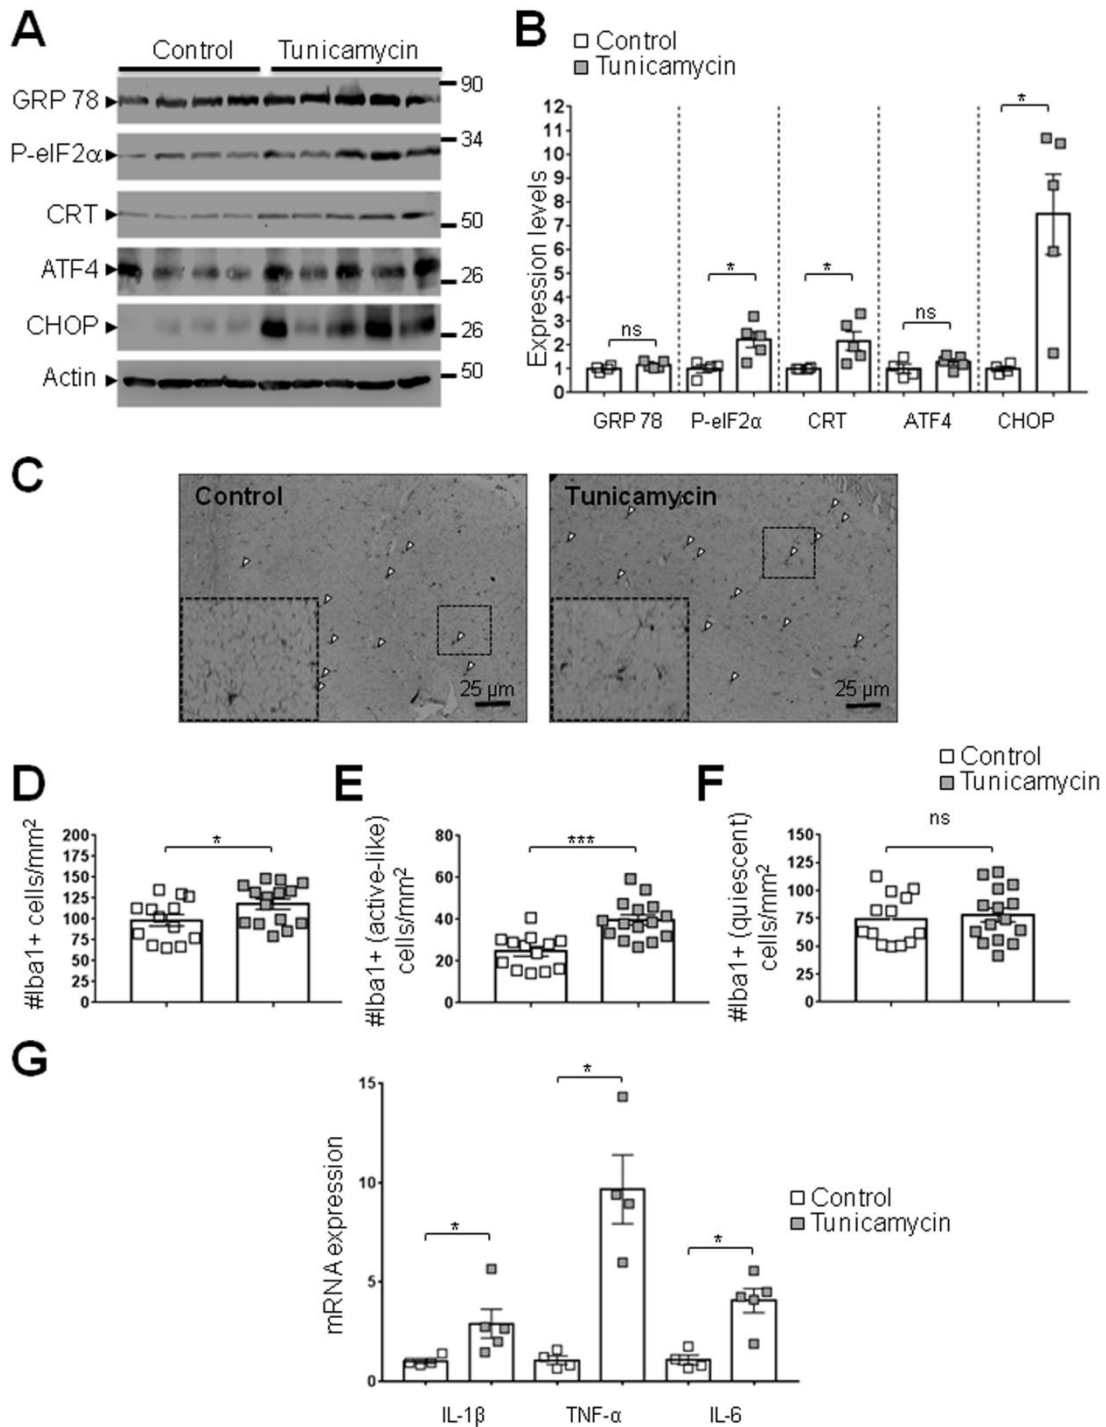 A
Control Tunicamycin
GRP 78 90
P-eIF2α 34
CRT 50
ATF4 26
CHOP 26
Actin 50
B
Control
Tunicamycin
Expression levels
12
11
10
9
8
7
6
5
4
3
2
1
0
ns * * ns *
GRP 78 P-eIF2α CRT ATF4 CHOP
C
Control Tunicamycin
25 µm 25 µm
D
#Iba1+ cells/mm2
200
175
150
125
100
75
50
25
0
*
E
#Iba1+ (active-like)
cells/mm2
80
60
40
20
0
***
F
Control
Tunicamycin
#Iba1+ (quiescent)
cells/mm2
150
125
100
75
50
25
0
ns
G
mRNA expression
15
10
5
0
* * *
IL-1β TNF-α IL-6
Control
Tunicamycin